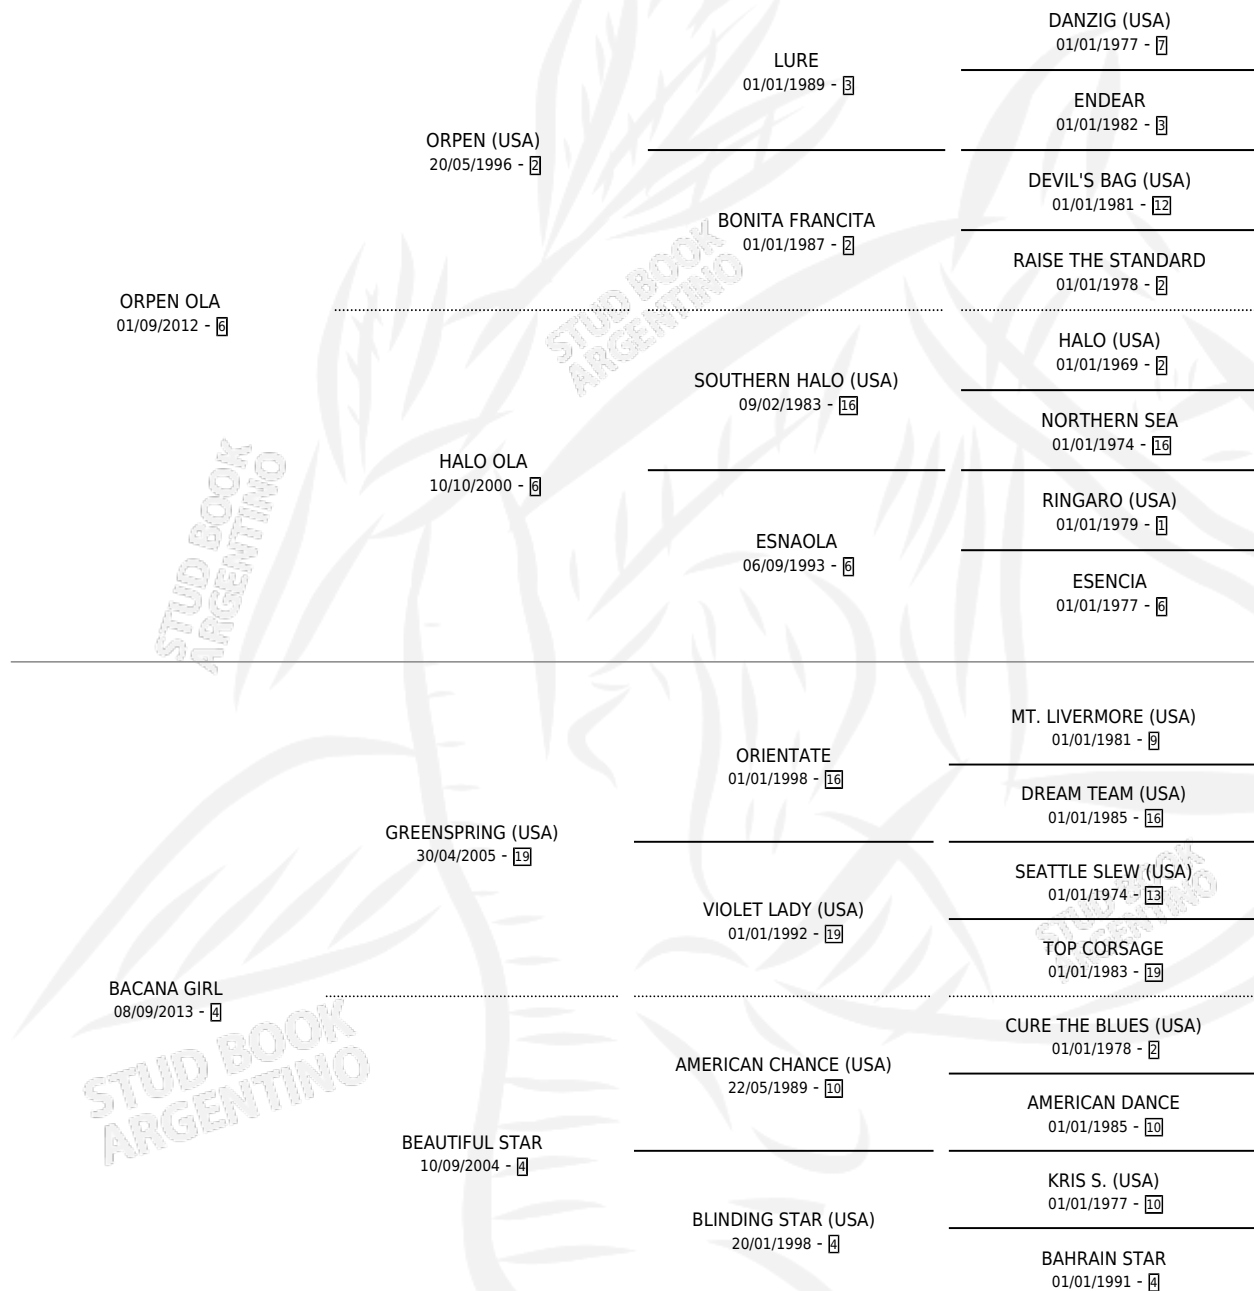 DANZIG (USA)
01/01/1977 - 7
LURE
01/01/1989 - 3
ENDEAR
01/01/1982 - 3
ORPEN (USA)
20/05/1996 - 2
DEVIL'S BAG (USA)
01/01/1981 - 12
BONITA FRANCITA
01/01/1987 - 2
RAISE THE STANDARD
01/01/1978 - 2
ORPEN OLA
01/09/2012 - 6
HALO (USA)
01/01/1969 - 2
SOUTHERN HALO (USA)
09/02/1983 - 16
NORTHERN SEA
01/01/1974 - 16
HALO OLA
10/10/2000 - 6
RINGARO (USA)
01/01/1979 - 1
ESNAOLA
06/09/1993 - 6
ESENCIA
01/01/1977 - 6
MT. LIVERMORE (USA)
01/01/1981 - 9
ORIENTATE
01/01/1998 - 16
DREAM TEAM (USA)
01/01/1985 - 16
GREENSPRING (USA)
30/04/2005 - 19
SEATTLE SLEW (USA)
01/01/1974 - 13
VIOLET LADY (USA)
01/01/1992 - 19
TOP CORSAGE
01/01/1983 - 19
BACANA GIRL
08/09/2013 - 4
CURE THE BLUES (USA)
01/01/1978 - 2
AMERICAN CHANCE (USA)
22/05/1989 - 10
AMERICAN DANCE
01/01/1985 - 10
BEAUTIFUL STAR
10/09/2004 - 4
KRIS S. (USA)
01/01/1977 - 10
BLINDING STAR (USA)
20/01/1998 - 4
BAHRAIN STAR
01/01/1991 - 4
STUD BOOK
ARGENTINO
STUD BOOK
ARGENTINO
STUD BOOK
ARGENTINO
STUD BOOK
ARGENTINO